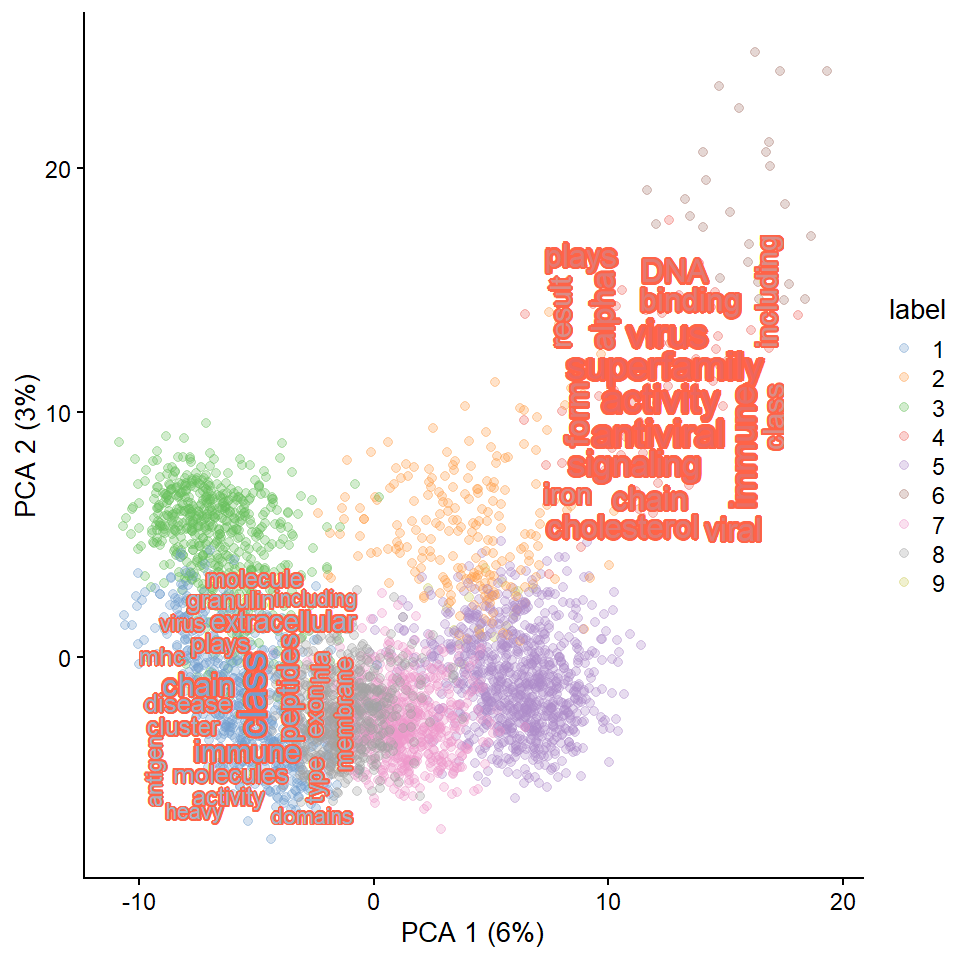 PCA 2 (3%)
20
10
0
-10
0
10
20
PCA 1 (6%)
plays
DNA
including
result
alpha
binding
virus
superfamily
form
activity
immune
class
antiviral
signaling
iron
chain
cholesterol
viral
molecule
granulin
including
virus
extracellular
plays
mhc
class
peptides
exonhla
membrane
chain
disease
cluster
immune
antigen
molecules
type
activity
heavy
domains
label
1
2
3
4
5
6
7
8
9